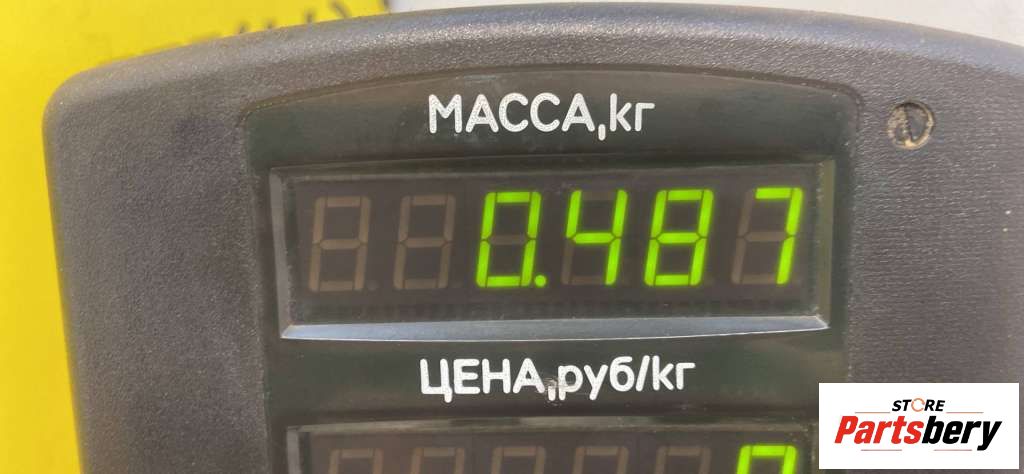 МАССА,кг
0.487
ЦЕНА,руб/кг
STORE
Partsbery